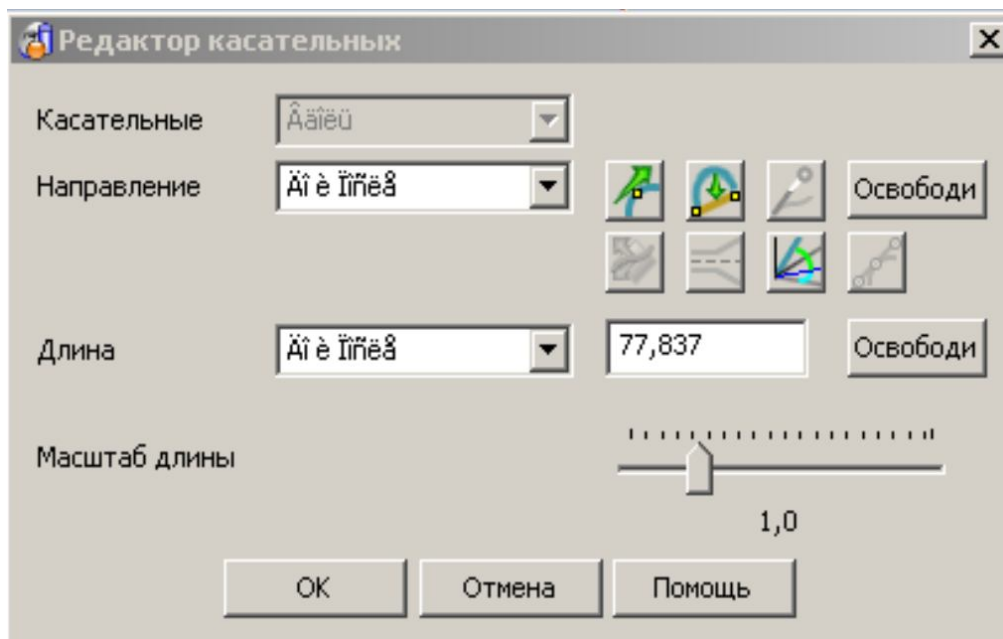 Редактор касательных
Касательные Âäîëü
Направление Äî è Ïîñëå Освободи
Длина Äî è Ïîñëå 77,837 Освободи
Масштаб длины
1,0
OK Отмена Помощь